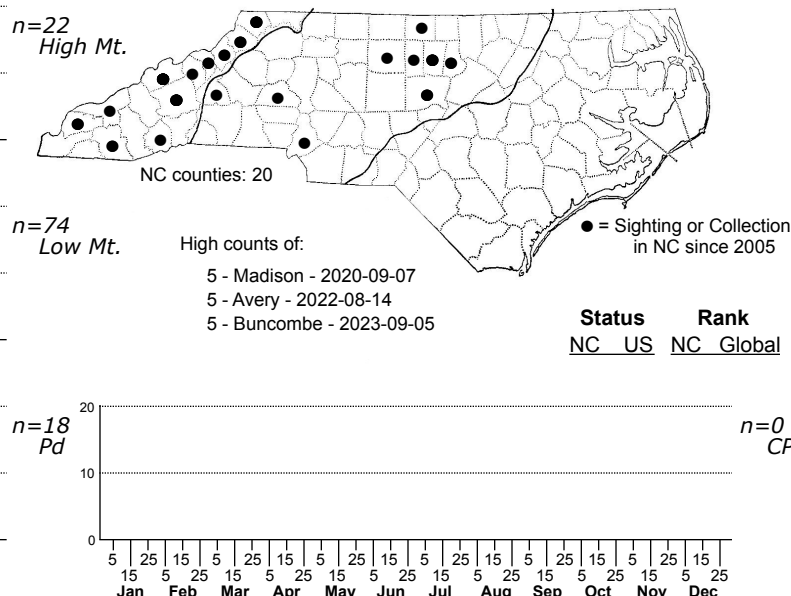 n=22
High Mt.
NC counties: 20
● = Sighting or Collection
in NC since 2005
n=74
Low Mt.
High counts of:
5 - Madison - 2020-09-07
5 - Avery - 2022-08-14
5 - Buncombe - 2023-09-05
Status Rank
NC US NC Global
n=18
Pd
n=0
CP
20
10
0
5 25 15 5 25 15 5 25 15 5 25 15 5 25 15 5 25 15
15 5 25 15 5 25 15 5 25 15 5 25 15 5 25 15 5 25
Jan Feb Mar Apr May Jun Jul Aug Sep Oct Nov Dec